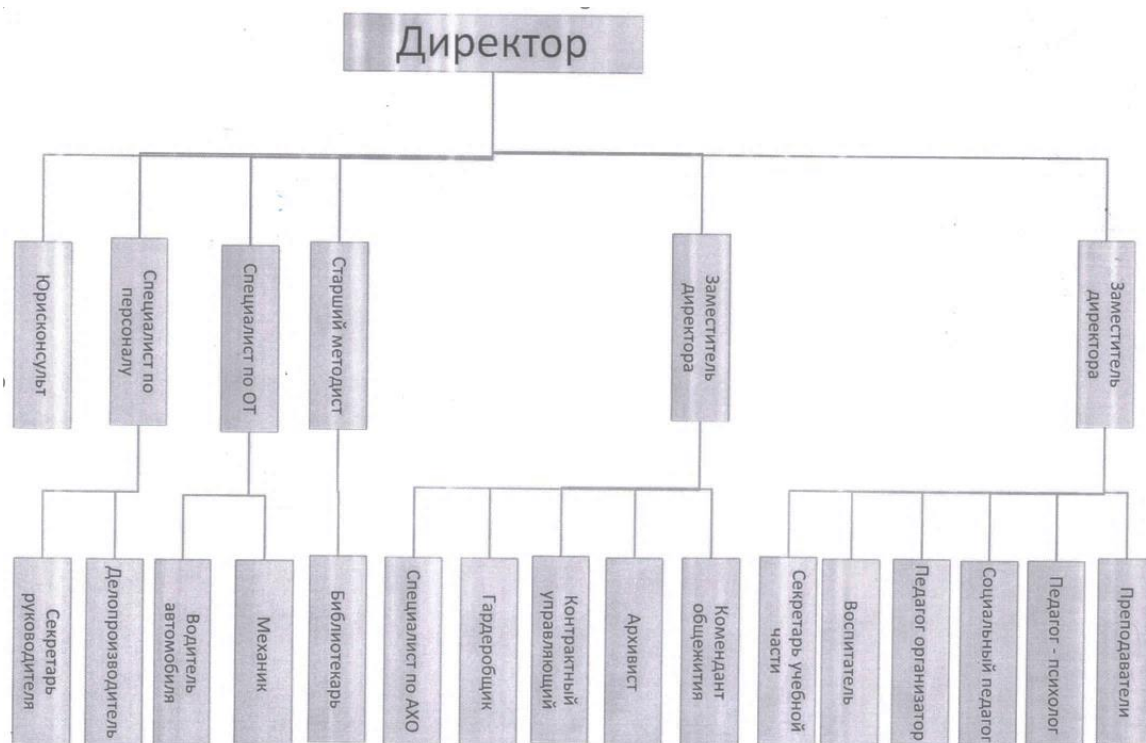 Директор
Юрисконсульт
Специалист по
персоналу
Специалист по ОТ
Старший методист
Заместитель
директора
Заместитель
директора
Секретарь
руководителя
Делопроизводитель
Водитель
автомобиля
Механик
Библиотекарь
Специалист по АХО
Гардеробщик
Контрактный
управляющий
Архивист
Комендант
общежития
Секретарь учебной
части
Воспитатель
Педагог организатор
Социальный педагог
Педагог - психолог
Преподаватели